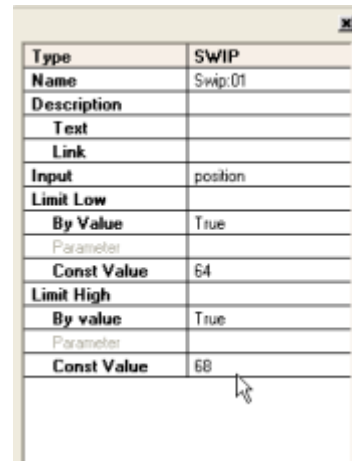 Type SWIP
Name Swip:01
Description
Text
Link
Input position
Limit Low
By Value True
Parameter
Const Value 64
Limit High
By value True
Parameter
Const Value 68